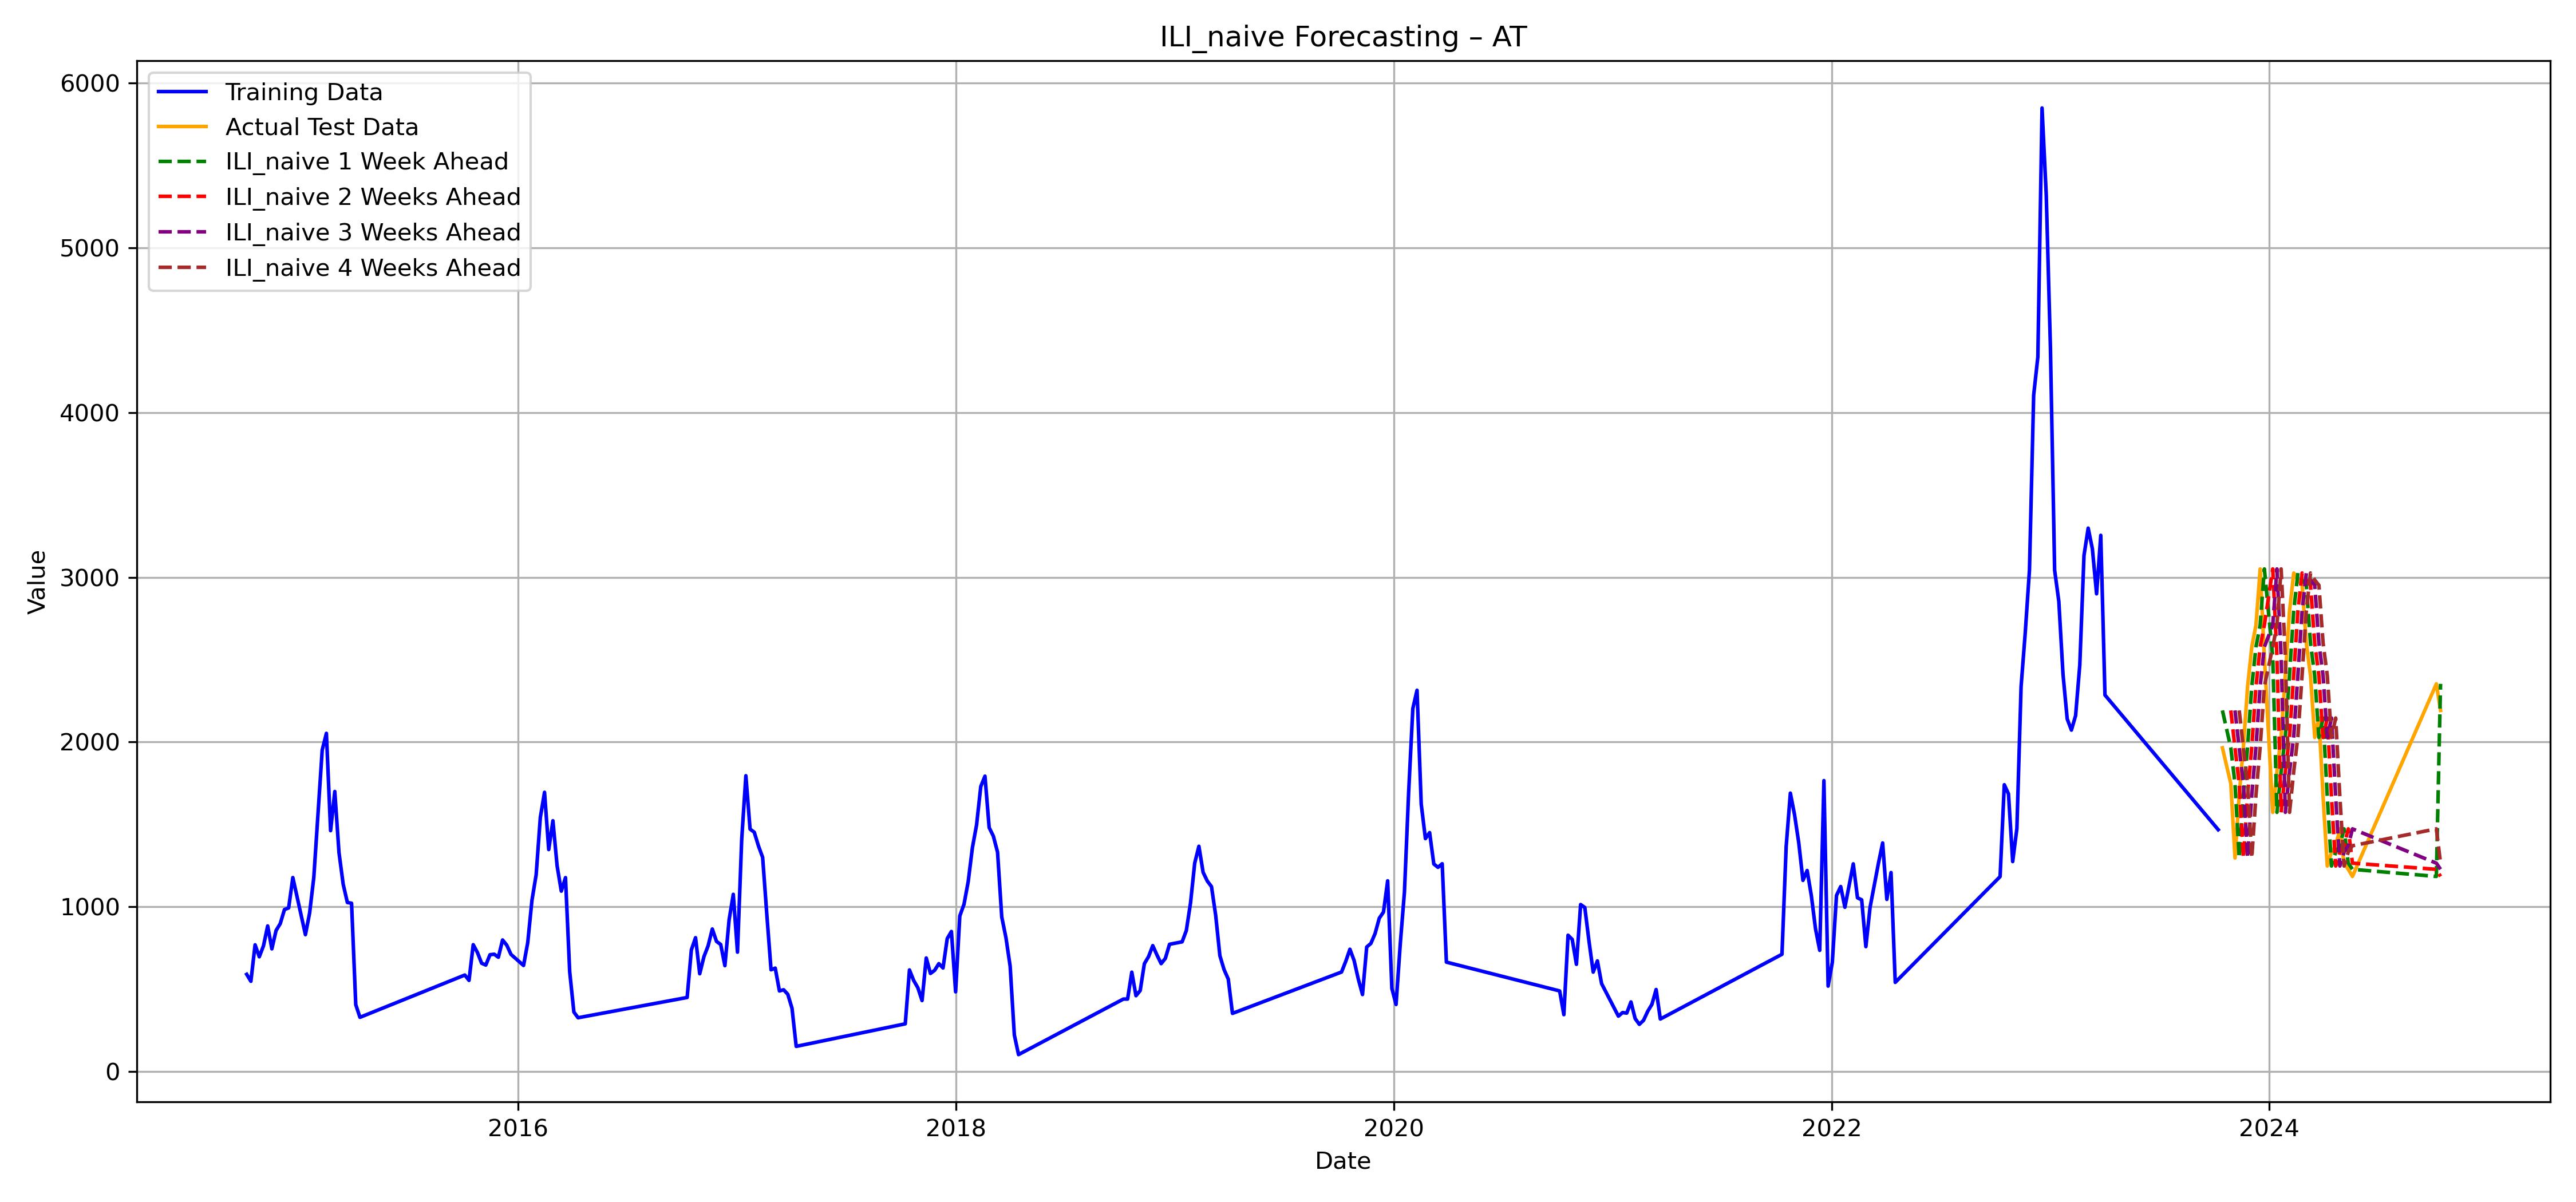 ILI_naive Forecasting – AT
6000
5000
4000
3000
2000
1000
0
Value
Training Data
Actual Test Data
ILI_naive 1 Week Ahead
ILI_naive 2 Weeks Ahead
ILI_naive 3 Weeks Ahead
ILI_naive 4 Weeks Ahead
2016
2018
2020
2022
2024
Date